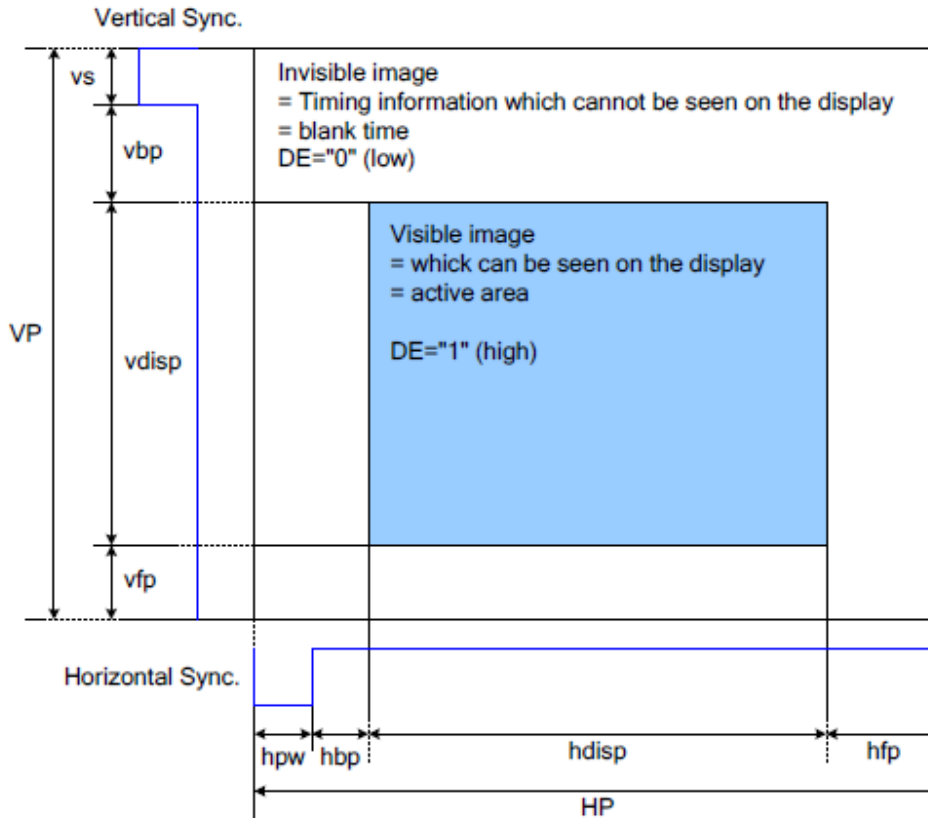 Vertical Sync.
vs
Invisible image
= Timing information which cannot be seen on the display
= blank time
DE="0" (low)
vbp
Visible image
= whick can be seen on the display
= active area
DE="1" (high)
VP
vdisp
vfp
Horizontal Sync.
hpw
hbp
hdisp
hfp
HP